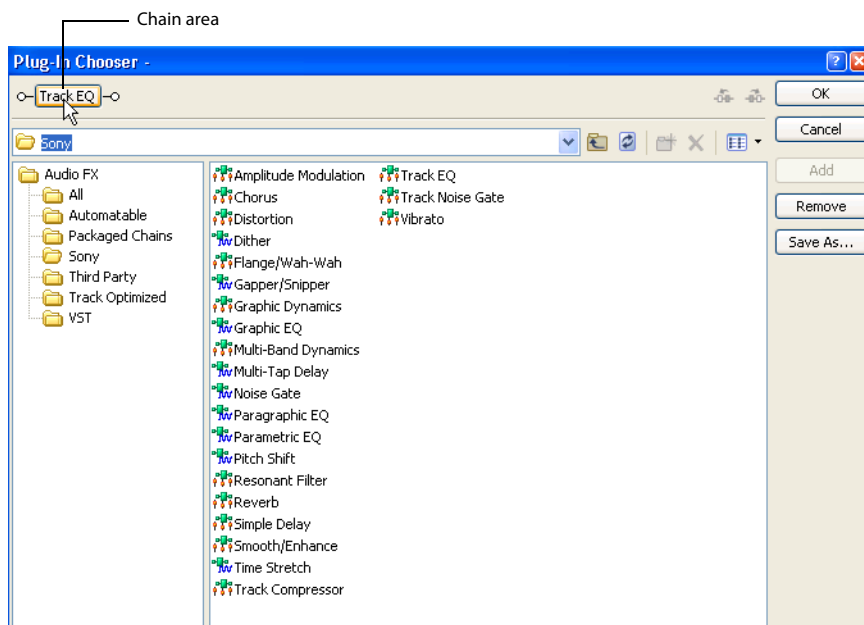 Chain area
Plug-In Chooser -
Track EQ
OK
Sony
Cancel
Add
Remove
Save As...
Audio FX
All
Automatable
Packaged Chains
Sony
Third Party
Track Optimized
VST
Amplitude Modulation
Chorus
Distortion
Dither
Flange/Wah-Wah
Gapper/Snipper
Graphic Dynamics
Graphic EQ
Multi-Band Dynamics
Multi-Tap Delay
Noise Gate
Paragraphic EQ
Parametric EQ
Pitch Shift
Resonant Filter
Reverb
Simple Delay
Smooth/Enhance
Time Stretch
Track Compressor
Track EQ
Track Noise Gate
Vibrato